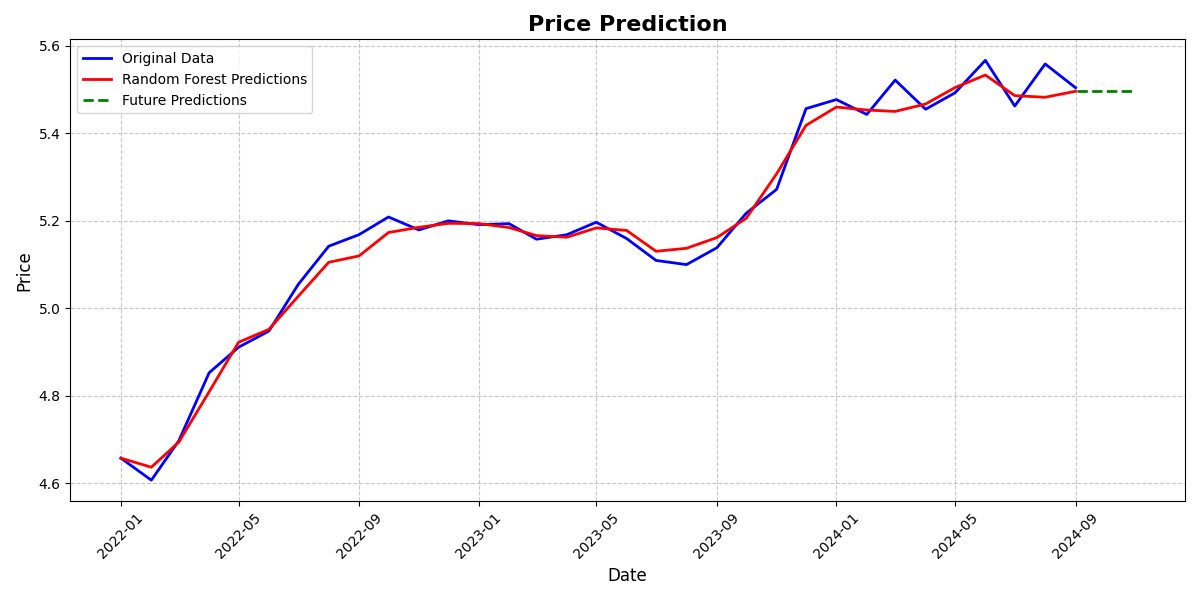 Price Prediction
Original Data
Random Forest Predictions
Future Predictions
5.6
5.4
5.2
5.0
4.8
4.6
Price
2022-01
2022-05
2022-09
2023-01
2023-05
2023-09
2024-01
2024-05
2024-09
Date